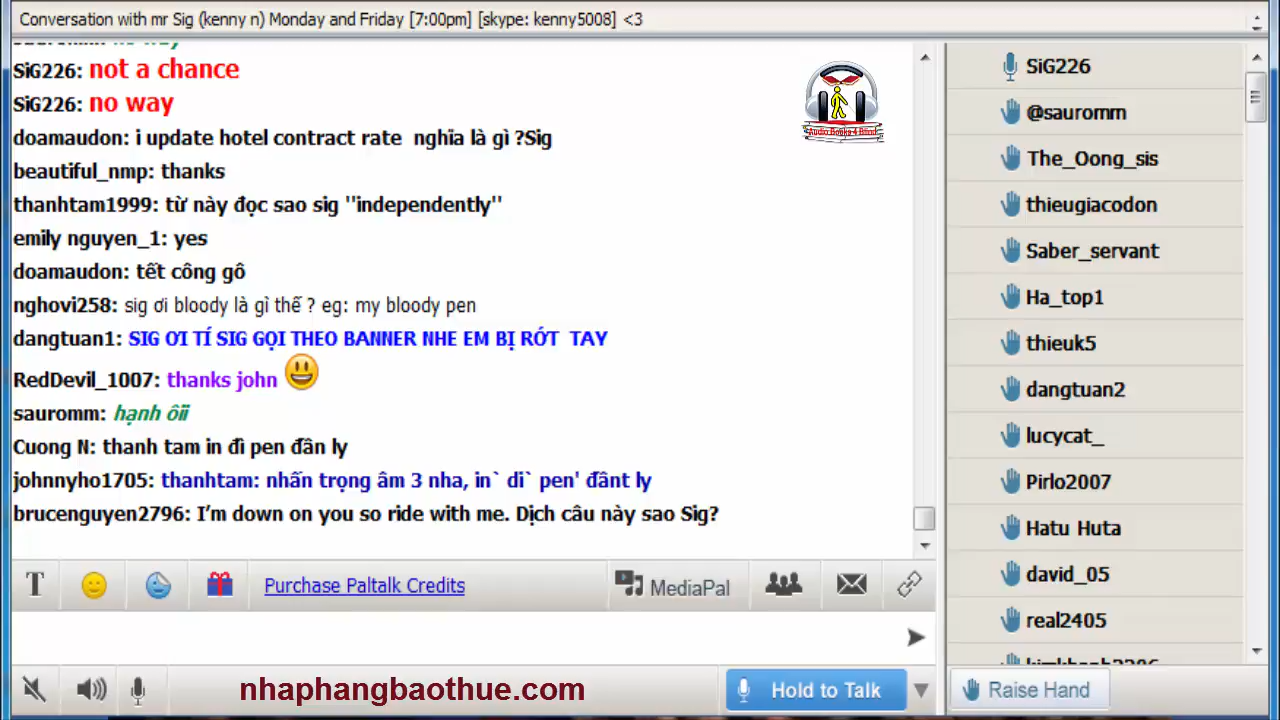 Conversation with mr Sig (kenny n) Monday and Friday [7:00pm] [skype: kenny5008] <3
SiG226: not a chance
SiG226: no way
doamaudon: i update hotel contract rate nghĩa là gì ?Sig
beautiful_nmp: thanks
thanhtam1999: từ này đọc sao sig ''independently''
emily nguyen_1: yes
doamaudon: tết công gô
nghovi258: sig ơi bloody là gì thế ? eg: my bloody pen
dangtuan1: SIG ƠI TÍ SIG GỌI THEO BANNER NHE EM BỊ RỚT TAY
RedDevil_1007: thanks john
sauromm: hạnh ôii
Cuong N: thanh tam in đì pen đân ly
johnnyho1705: thanhtam: nhấn trọng âm 3 nha, in` di` pen' đânt ly
brucenguyen2796: I'm down on you so ride with me. Dịch câu này sao Sig?
Audio Books 4 Blind
SiG226
@sauromm
The_Oong_sis
thieugiacodon
Saber_servant
Ha_top1
thieuk5
dangtuan2
lucycat_
Pirlo2007
Hatu Huta
david_05
real2405
T
Purchase Paltalk Credits
MediaPal
nhaphangbaothue.com
Hold to Talk
Raise Hand